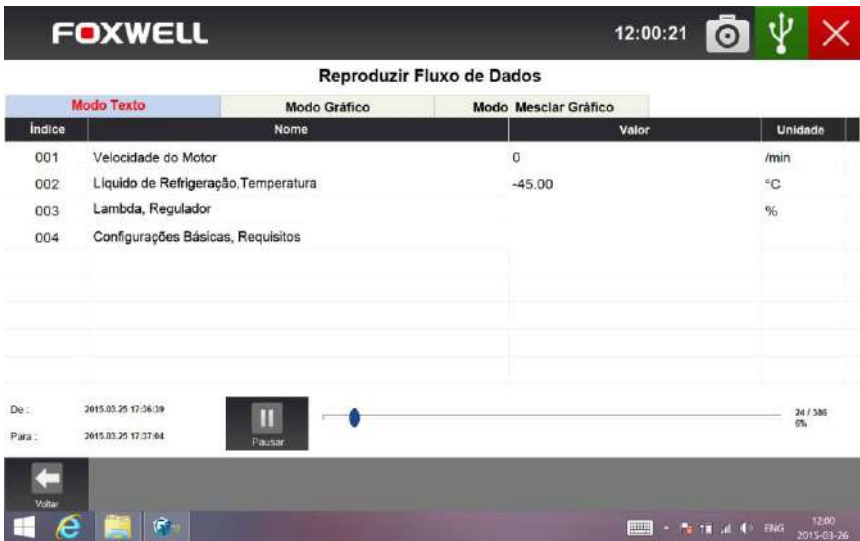 FOXWELL
12:00:21
Reproduzir Fluxo de Dados
Modo Texto Modo Gráfico Modo Mesclar Gráfico
Índice Nome Valor Unidade
001 Velocidade do Motor 0 /min
002 Líquido de Refrigeração,Temperatura -45.00 °C
003 Lambda, Regulador %
004 Configurações Básicas, Requisitos
De : 2015.03.25 17:36:39
24 / 386
6%
Para : 2015.03.25 17:37:04
Pausar
Voltar
ENG
12:00
2015-03-26